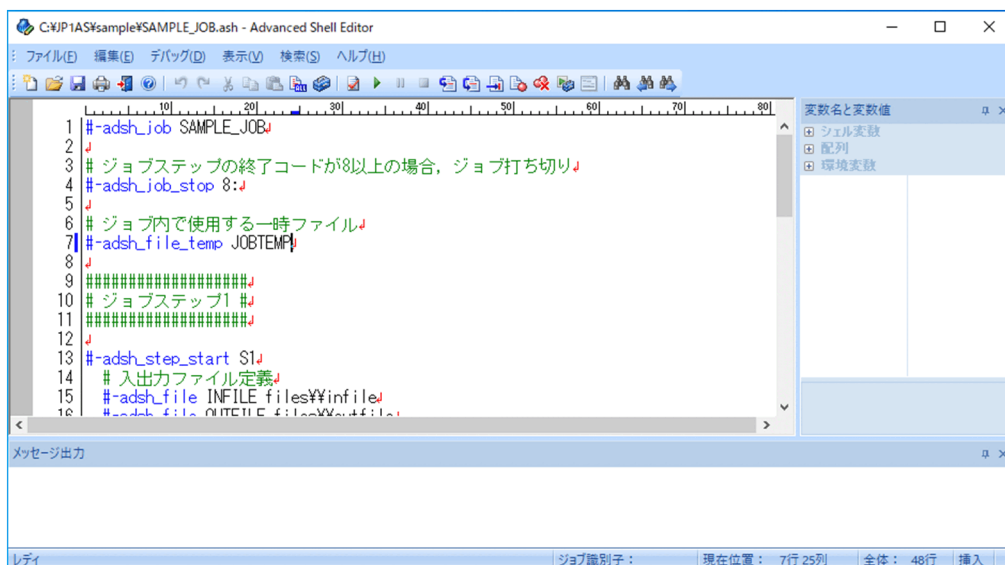 C:¥JP1AS¥sample¥SAMPLE_JOB.ash - Advanced Shell Editor
ファイル(F) 編集(E) デバッグ(D) 表示(V) 検索(S) ヘルプ(H)
10 20 30 40 50 60 70 80
1 #-adsh_job SAMPLE_JOB
2
3 # ジョブステップの終了コードが8以上の場合，ジョブ打ち切り
4 #-adsh_job_stop 8:
5
6 # ジョブ内で使用する一時ファイル
7 #-adsh_file_temp JOBTEMP
8
9 ###################
10 # ジョブステップ1 #
11 ###################
12
13 #-adsh_step_start S1
14 # 入出力ファイル定義
15 #-adsh_file INFILE files¥¥infile
16 #-adsh_file OUTFILE files¥¥outfile
変数名と変数値
シェル変数
配列
環境変数
メッセージ出力
レディ ジョブ識別子： 現在位置： 7行 25列 全体： 48行 挿入